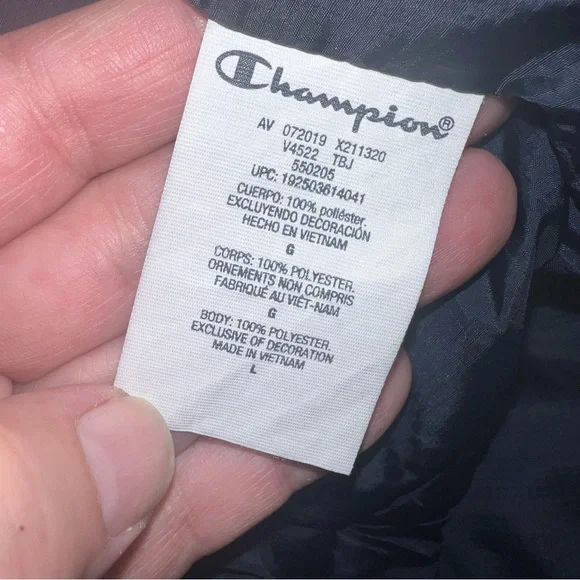 Champion®
AV 072019 X211320
V4522 TBJ
550205
UPC: 192503614041
CUERPO: 100% poliéster.
EXCLUYENDO DECORACIÓN
HECHO EN VIETNAM
G
CORPS: 100% POLYESTER.
ORNEMENTS NON COMPRIS
FABRIQUÉ AU VIÊT-NAM
G
BODY: 100% POLYESTER.
EXCLUSIVE OF DECORATION
MADE IN VIETNAM
L